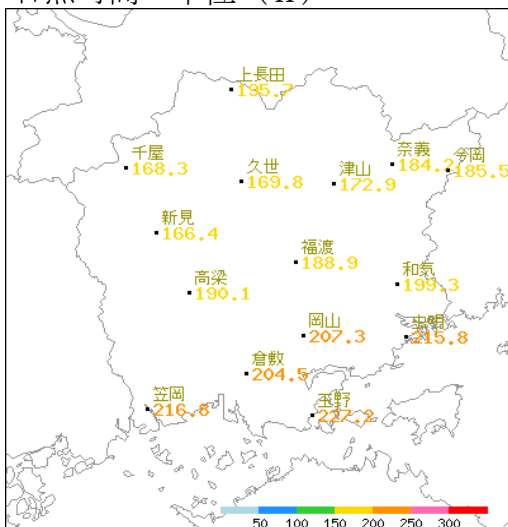 上長田
195.7
千屋
168.3
久世
169.8
津山
172.9
奈義
184.2
今岡
185.5
新見
166.4
福渡
188.9
高梁
190.1
和気
199.3
岡山
207.3
虫明
215.8
倉敷
204.5
笠岡
216.8
玉野
227.2
50 100 150 200 250 300